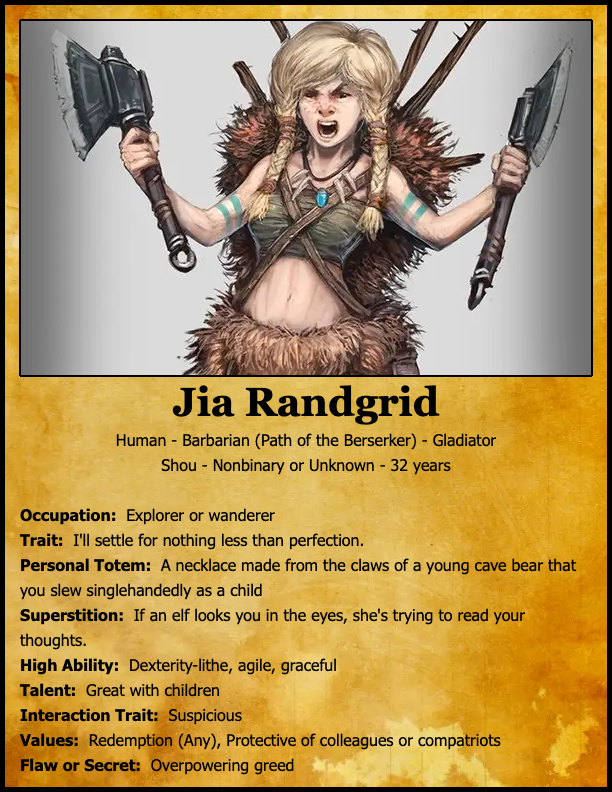 Jia Randgrid
Human - Barbarian (Path of the Berserker) - Gladiator
Shou - Nonbinary or Unknown - 32 years
Occupation: Explorer or wanderer
Trait: I'll settle for nothing less than perfection.
Personal Totem: A necklace made from the claws of a young cave bear that
you slew singlehandedly as a child
Superstition: If an elf looks you in the eyes, she's trying to read your
thoughts.
High Ability: Dexterity-lithe, agile, graceful
Talent: Great with children
Interaction Trait: Suspicious
Values: Redemption (Any), Protective of colleagues or compatriots
Flaw or Secret: Overpowering greed